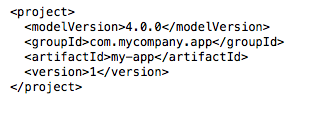 <project>
  <modelVersion>4.0.0</modelVersion>
  <groupId>com.mycompany.app</groupId>
  <artifactId>my-app</artifactId>
  <version>1</version>
</project>